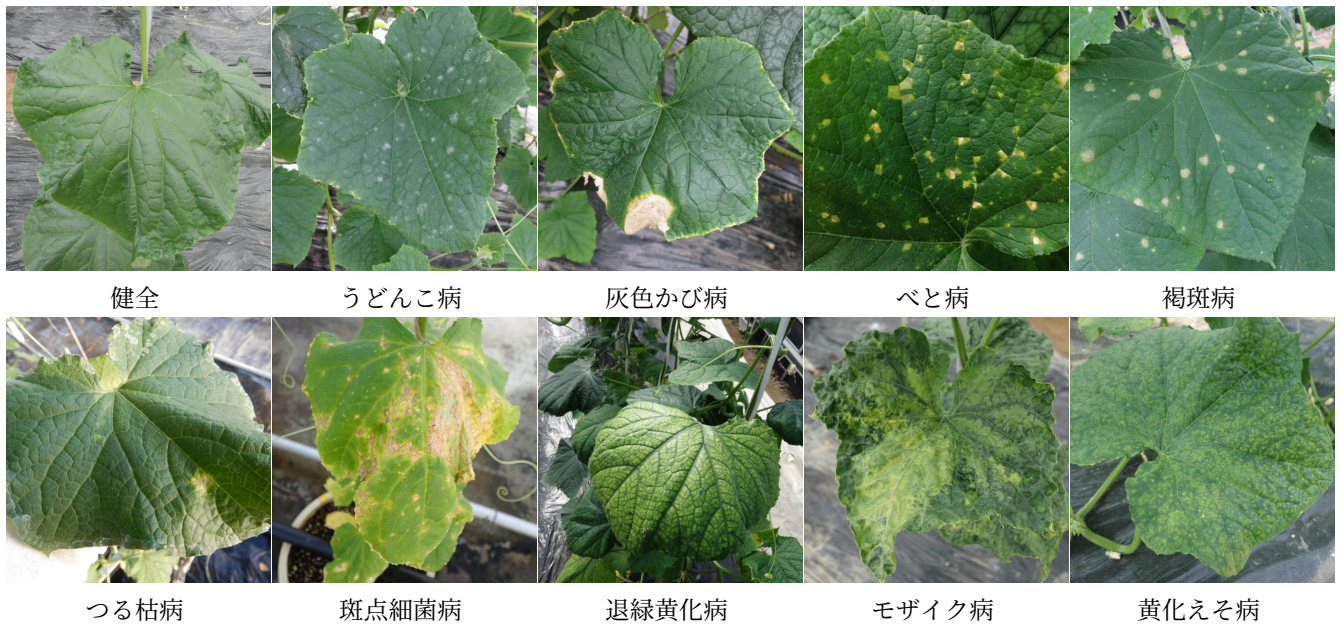 健全
うどんこ病
灰色かび病
べと病
褐斑病
つる枯病
斑点細菌病
退緑黄化病
モザイク病
黄化えそ病